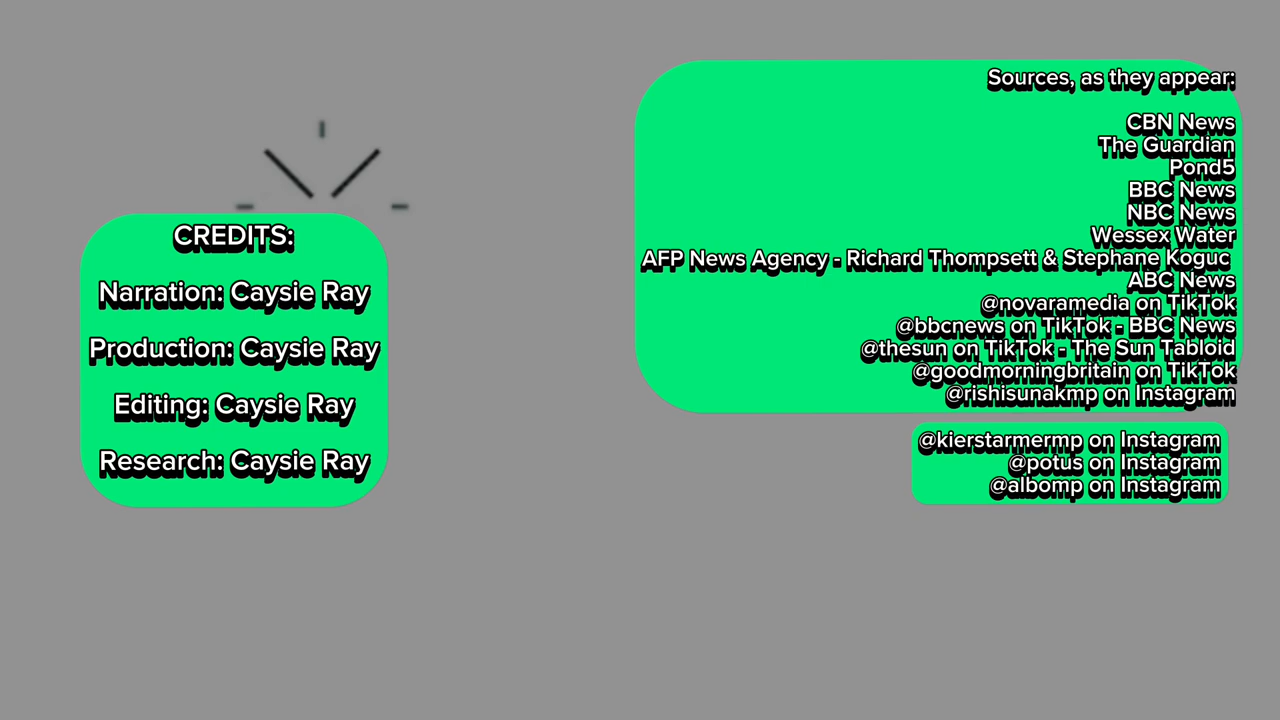 CREDITS:
Narration: Caysie Ray
Production: Caysie Ray
Editing: Caysie Ray
Research: Caysie Ray
Sources, as they appear:
CBN News
The Guardian
Pond5
BBC News
NBC News
Wessex Water
AFP News Agency - Richard Thompsett & Stephane Koguc
ABC News
@novaramedia on TikTok
@bbcnews on TikTok - BBC News
@thesun on TikTok - The Sun Tabloid
@goodmorningbritain on TikTok
@rishisunakmp on Instagram
@kierstarmermp on Instagram
@potus on Instagram
@albomp on Instagram